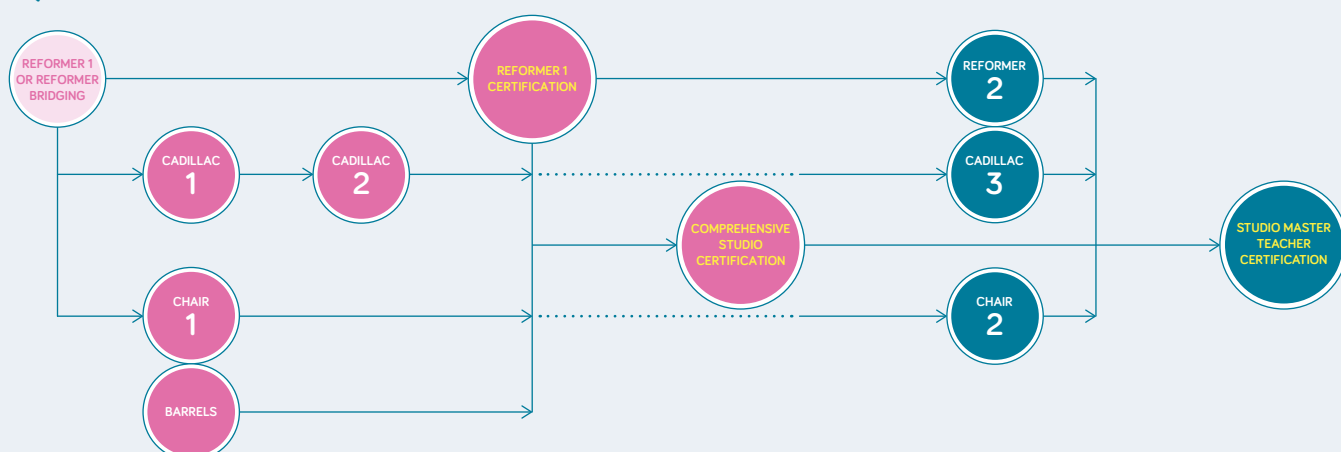 REFORMER 1
OR REFORMER
BRIDGING
REFORMER 1
CERTIFICATION
REFORMER
2
CADILLAC
1
CADILLAC
2
CADILLAC
3
COMPREHENSIVE
STUDIO
CERTIFICATION
STUDIO MASTER
TEACHER
CERTIFICATION
CHAIR
1
CHAIR
2
BARRELS